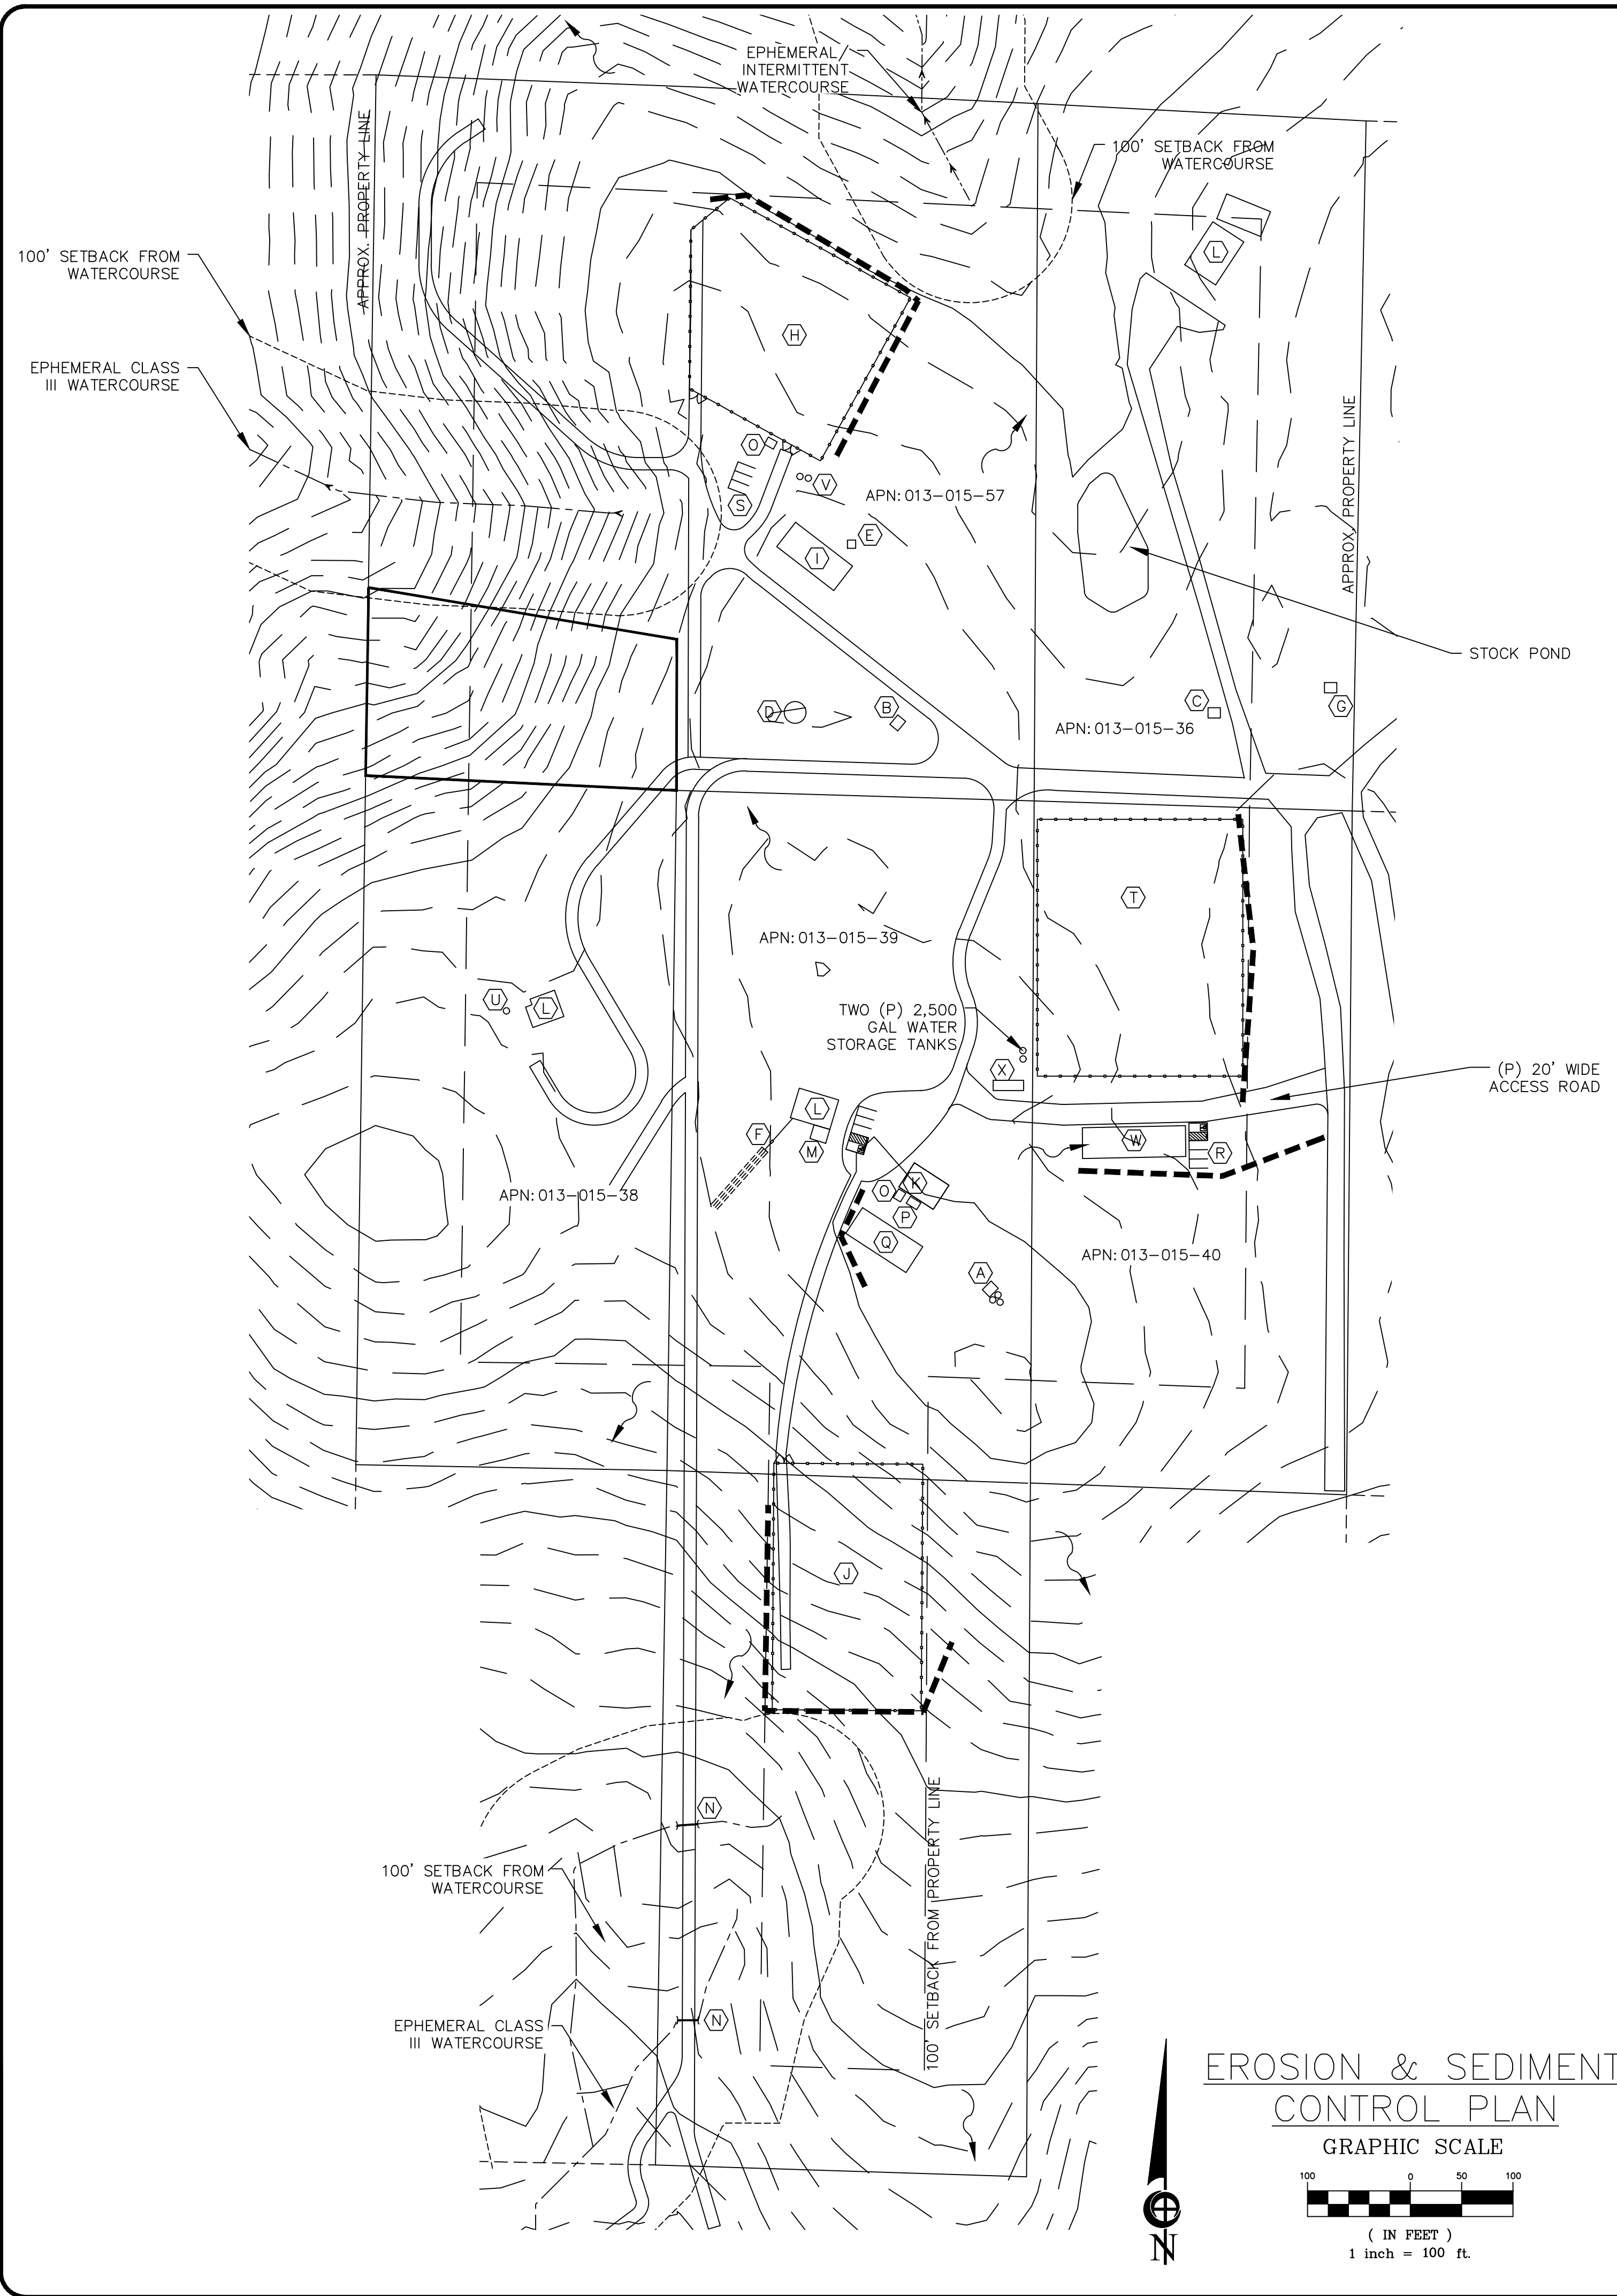 EPHEMERAL/
INTERMITTENT
WATERCOURSE
APPROX. PROPERTY LINE
100' SETBACK FROM
WATERCOURSE
L
100' SETBACK FROM
WATERCOURSE
H
EPHEMERAL CLASS
III WATERCOURSE
APPROX. PROPERTY LINE
O
V
APN: 013-015-57
S
E
I
STOCK POND
C
G
D
B
APN: 013-015-36
T
APN: 013-015-39
U
L
TWO (P) 2,500
GAL WATER
STORAGE TANKS
X
(P) 20' WIDE
ACCESS ROAD
L
F
M
W
R
K
O
APN: 013-015-38
P
Q
APN: 013-015-40
A
J
100' SETBACK FROM PROPERTY LINE
N
100' SETBACK FROM
WATERCOURSE
N
EPHEMERAL CLASS
III WATERCOURSE
EROSION & SEDIMENT
CONTROL PLAN
GRAPHIC SCALE
100 0 50 100
( IN FEET )
1 inch = 100 ft.
N